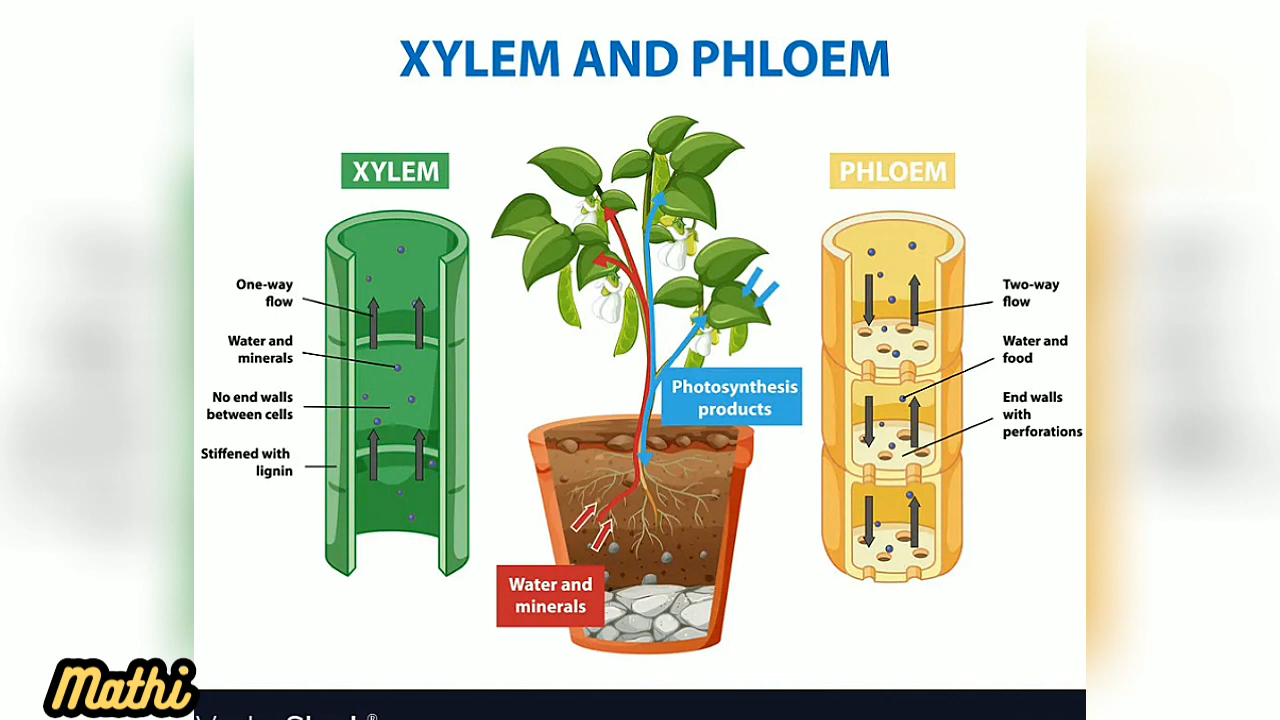 XYLEM AND PHLOEM
XYLEM
One-way
flow
Water and
minerals
No end walls
between cells
Stiffened with
lignin
Photosynthesis
products
Water and
minerals
PHLOEM
Two-way
flow
Water and
food
End walls
with
perforations
Mathi